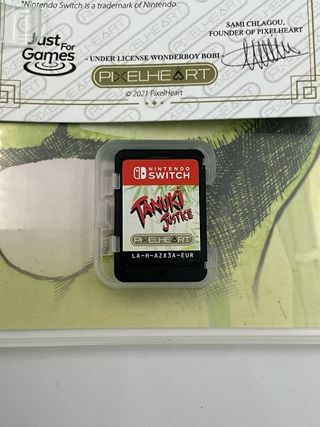 *Nintendo Switch is a trademark of Nintendo.
Just
For
Games
SAMI CHLAGOU,
FOUNDER OF PIXELHEART
- UNDER LICENSE WONDERBOY BOBI -
PIXELHEART
© 2021 PixelHeart
NINTENDO
SWITCH
TANUKI
JUSTICE
PIXELHEART
LA-H-AZX3A-EUR